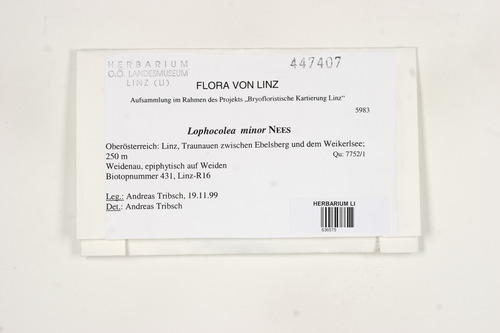 HERBARIUM
O.Ö. LANDESMUSEUM
LINZ (LI)
447407
FLORA VON LINZ
Aufsammlung im Rahmen des Projekts „Bryofloristische Kartierung Linz“
5983
Lophocolea minor NEES
Oberösterreich: Linz, Traunauen zwischen Ebelsberg und dem Weikerlsee;
250 m
Qu: 7752/1
Weidenau, epiphytisch auf Weiden
Biotopnummer 431, Linz-R16
Leg.: Andreas Tribsch, 19.11.99
Det.: Andreas Tribsch
HERBARIUM LI
636575